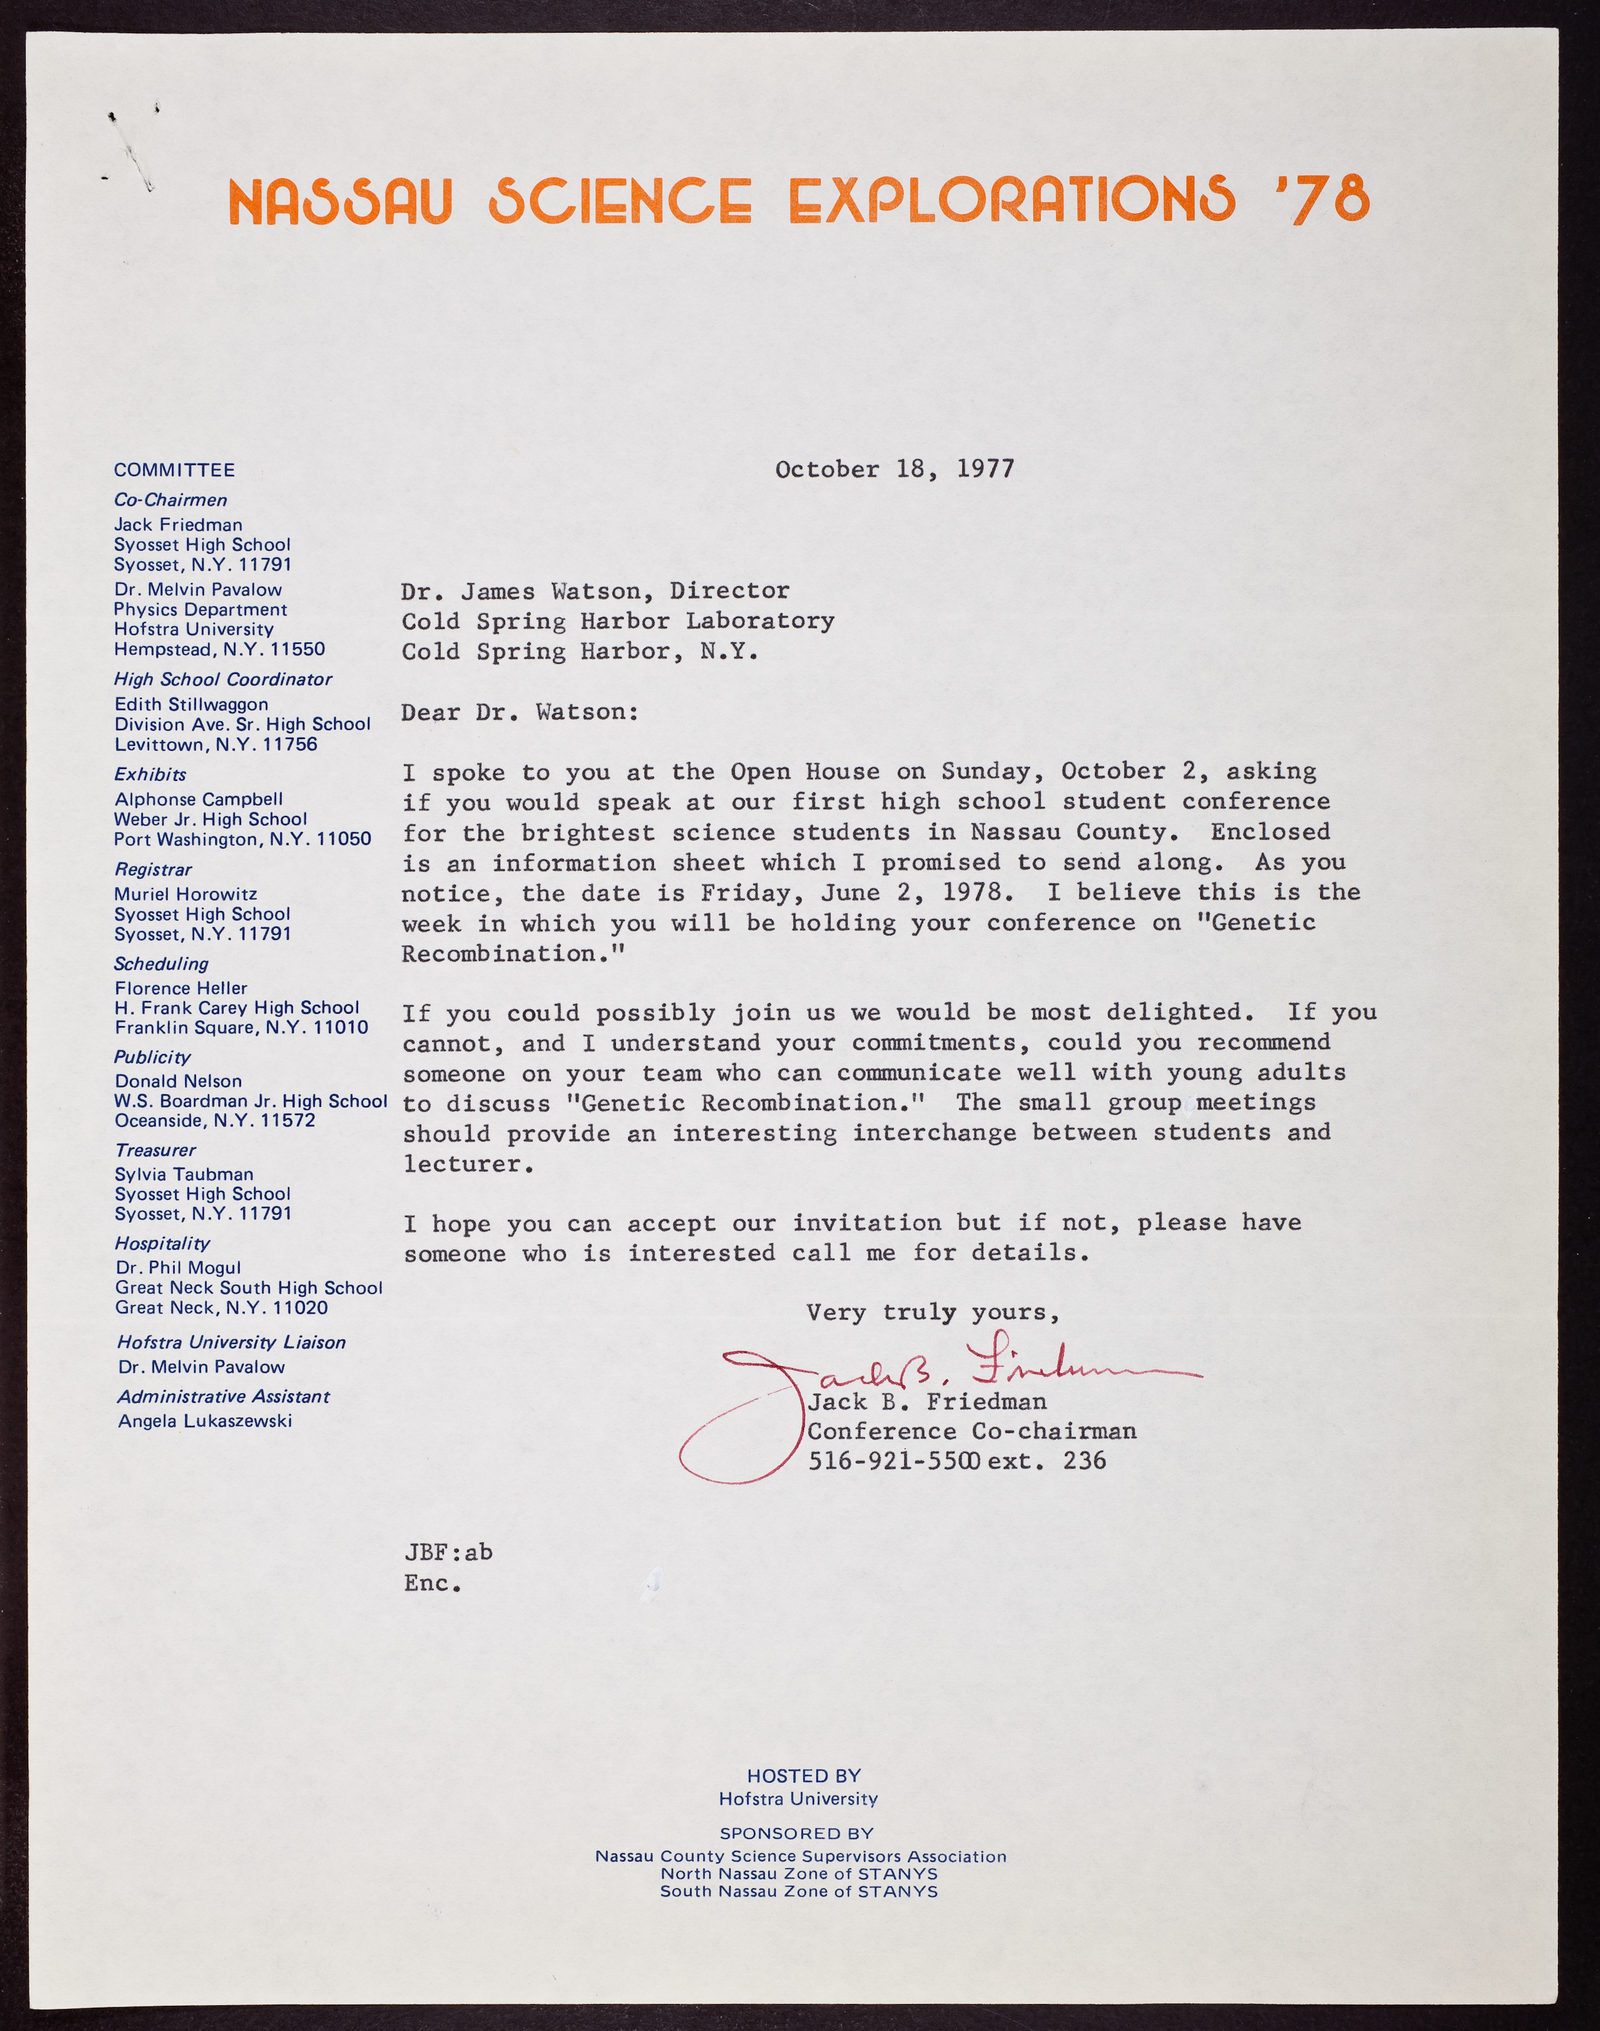 NASSAU SCIENCE EXPLORATIONS '78
COMMITTEE
Co-Chairmen
Jack Friedman
Syosset High School
Syosset, N.Y. 11791
Dr. Melvin Pavalow
Physics Department
Hofstra University
Hempstead, N.Y. 11550
High School Coordinator
Edith Stillwaggon
Division Ave. Sr. High School
Levittown, N.Y. 11756
Exhibits
Alphonse Campbell
Weber Jr. High School
Port Washington, N.Y. 11050
Registrar
Muriel Horowitz
Syosset High School
Syosset, N.Y. 11791
Scheduling
Florence Heller
H. Frank Carey High School
Franklin Square, N.Y. 11010
Publicity
Donald Nelson
W.S. Boardman Jr. High School
Oceanside, N.Y. 11572
Treasurer
Sylvia Taubman
Syosset High School
Syosset, N.Y. 11791
Hospitality
Dr. Phil Mogul
Great Neck South High School
Great Neck, N.Y. 11020
Hofstra University Liaison
Dr. Melvin Pavalow
Administrative Assistant
Angela Lukaszewski
October 18, 1977
Dr. James Watson, Director
Cold Spring Harbor Laboratory
Cold Spring Harbor, N.Y.
Dear Dr. Watson:
I spoke to you at the Open House on Sunday, October 2, asking
if you would speak at our first high school student conference
for the brightest science students in Nassau County. Enclosed
is an information sheet which I promised to send along. As you
notice, the date is Friday, June 2, 1978. I believe this is the
week in which you will be holding your conference on "Genetic
Recombination."
If you could possibly join us we would be most delighted. If you
cannot, and I understand your commitments, could you recommend
someone on your team who can communicate well with young adults
to discuss "Genetic Recombination." The small group meetings
should provide an interesting interchange between students and
lecturer.
I hope you can accept our invitation but if not, please have
someone who is interested call me for details.
Very truly yours,
Jack B. Friedman
Jack B. Friedman
Conference Co-chairman
516-921-5500 ext. 236
JBF:ab
Enc.
HOSTED BY
Hofstra University
SPONSORED BY
Nassau County Science Supervisors Association
North Nassau Zone of STANYS
South Nassau Zone of STANYS